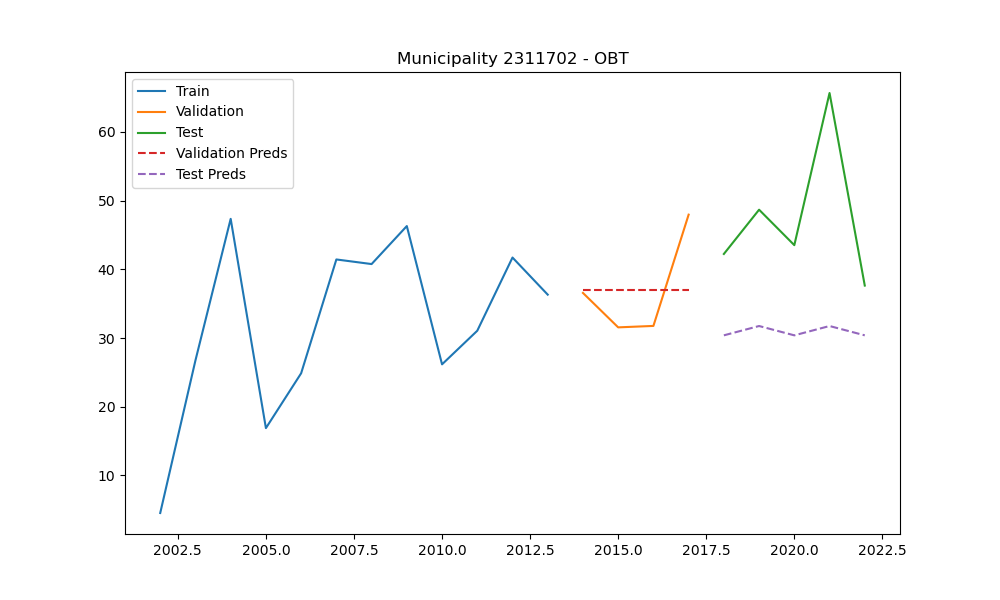 Municipality 2311702 - OBT
Train
Validation
Test
Validation Preds
Test Preds
60
50
40
30
20
10
2002.5 2005.0 2007.5 2010.0 2012.5 2015.0 2017.5 2020.0 2022.5